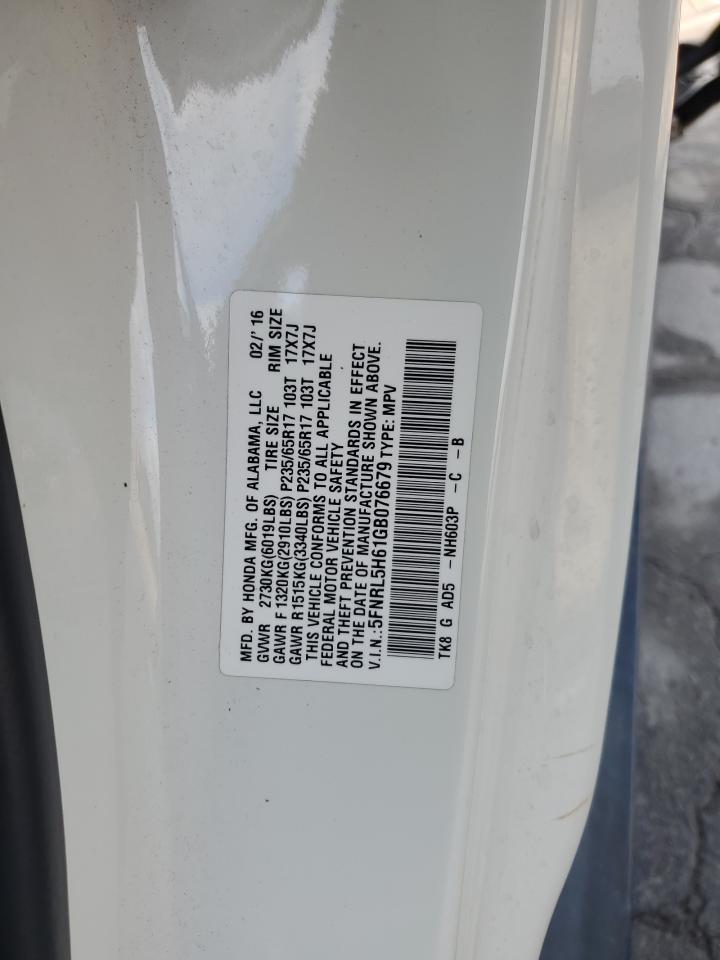 MFD. BY HONDA MFG. OF ALABAMA, LLC 02/'16
GVWR 2730KG(6019LBS) TIRE SIZE RIM SIZE
GAWR F 1320KG(2910LBS) P235/65R17 103T 17X7J
GAWR R1515KG(3340LBS) P235/65R17 103T 17X7J
THIS VEHICLE CONFORMS TO ALL APPLICABLE
FEDERAL MOTOR VEHICLE SAFETY
AND THEFT PREVENTION STANDARDS IN EFFECT
ON THE DATE OF MANUFACTURE SHOWN ABOVE.
V.I.N.:5FNRL5H61GB076679 TYPE: MPV
TK8 G AD5 -NH603P -C -B